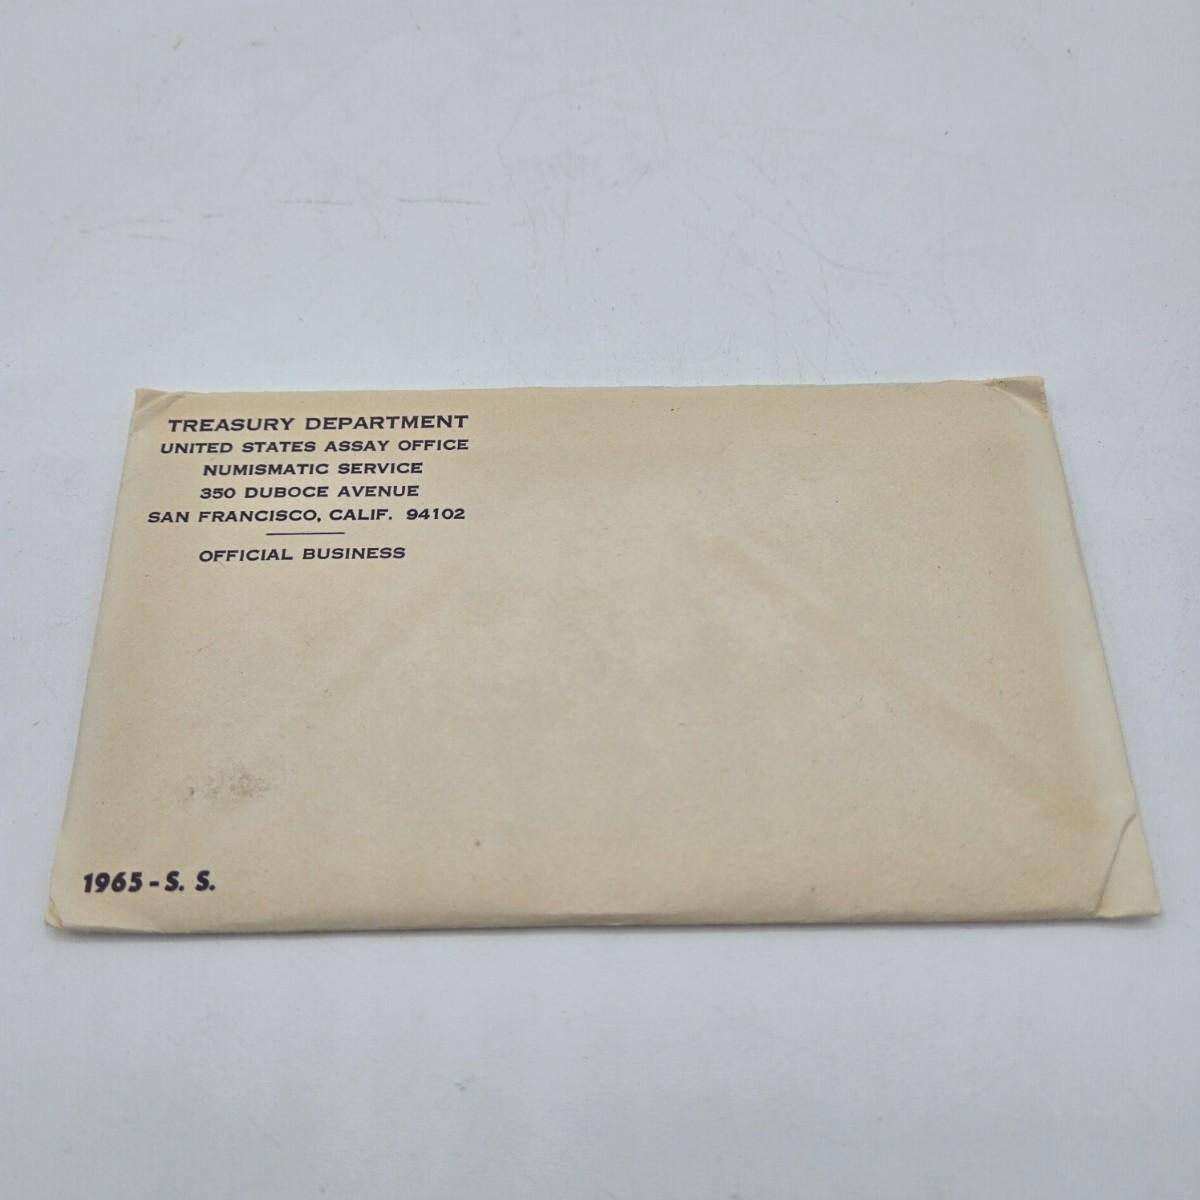 TREASURY DEPARTMENT
UNITED STATES ASSAY OFFICE
NUMISMATIC SERVICE
350 DUBOCE AVENUE
SAN FRANCISCO, CALIF. 94102
OFFICIAL BUSINESS
1965 - S. S.